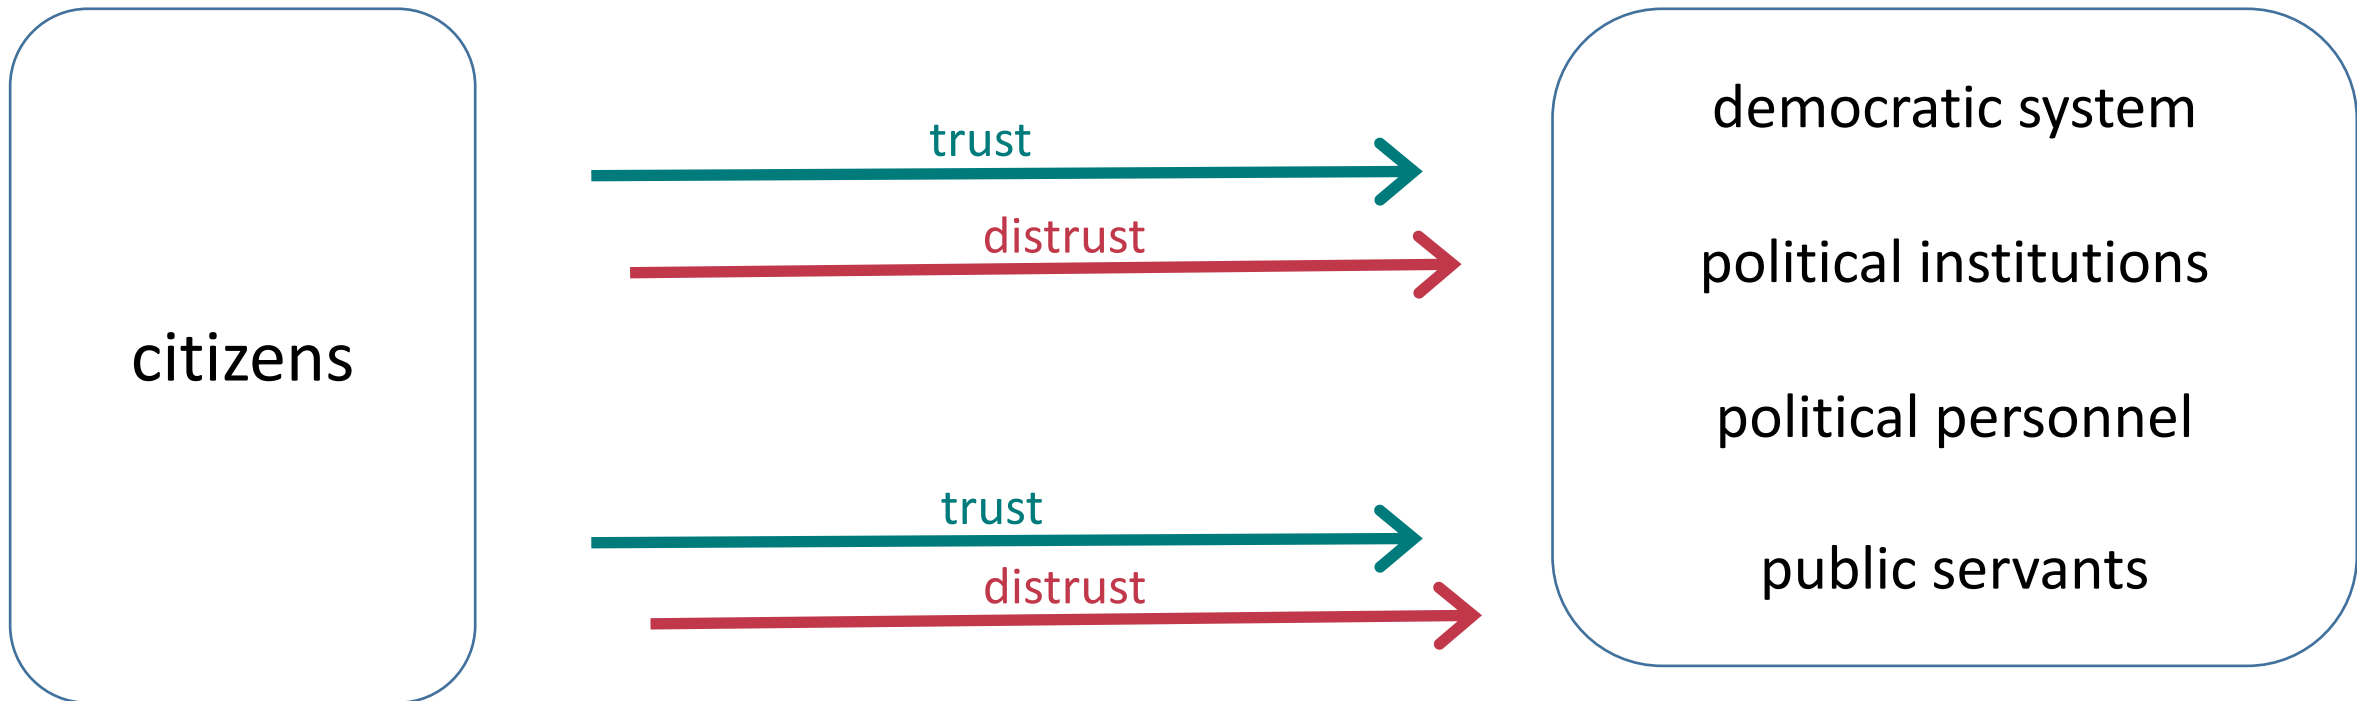 citizens
trust
distrust
trust
distrust
democratic system
political institutions
political personnel
public servants